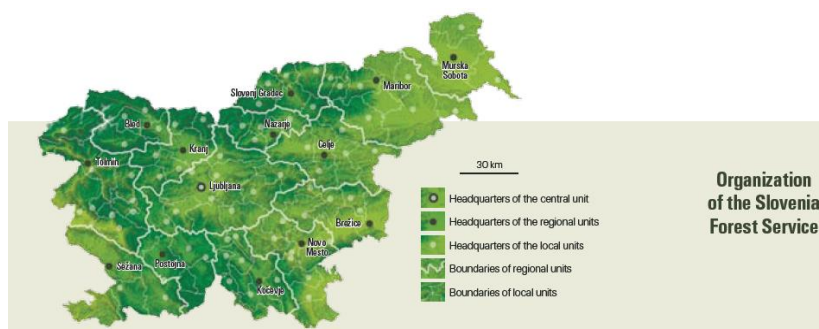 Murska
Sobota
Maribor
Slovenj Gradec
Nazarje
Bled
Kranj
Celje
Tolmin
Ljubljana
30 km
Headquarters of the central unit
Headquarters of the regional units
Headquarters of the local units
Boundaries of regional units
Boundaries of local units
Brežice
Novo
Mesto
Postojna
Sežana
Kočevje
Organization
of the Slovenia
Forest Service